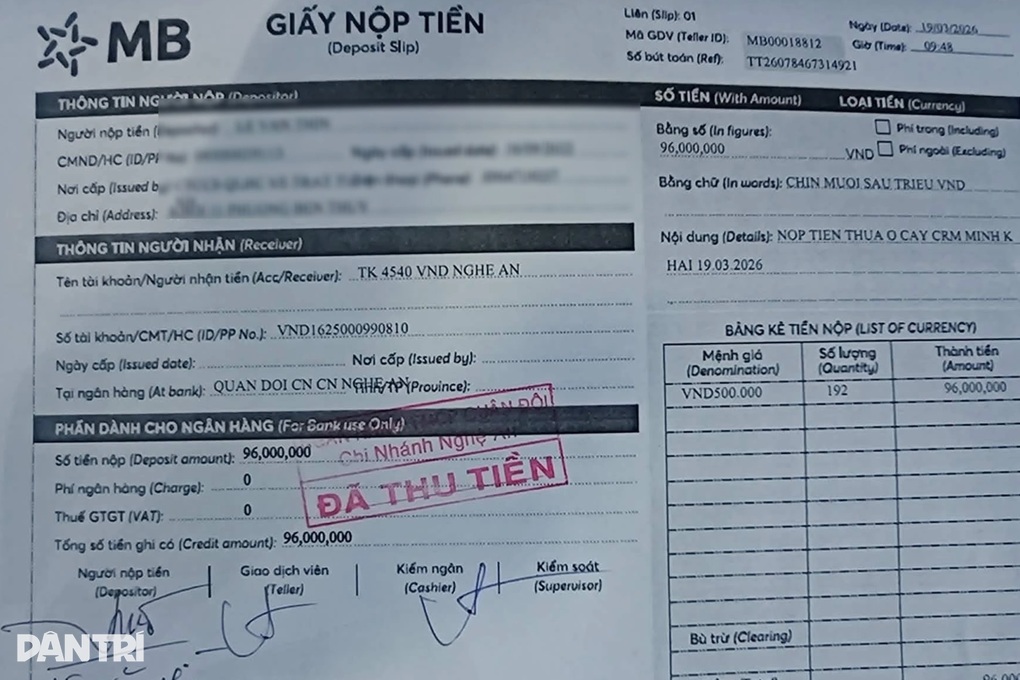 MB
GIẤY NỘP TIỀN
(Deposit Slip)
Liên (Slip): 01
Mã GDV (Teller ID): MB00018812
Số bút toán (Ref): TT26078467314921
Ngày (Date): 19/03/2026
Giờ (Time): 09:48
THÔNG TIN NGƯỜI NỘP (Depositor)
Người nộp tiền
CMND/HC (ID/PP
Nơi cấp (Issued b
Địa chỉ (Address):
THÔNG TIN NGƯỜI NHẬN (Receiver)
Tên tài khoản/Người nhận tiền (Acc/Receiver): TK 4540 VND NGHE AN
Số tài khoản/CMT/HC (ID/PP No.): VND1625000990810
Ngày cấp (Issued date): Nơi cấp (Issued by):
Tại ngân hàng (At bank): QUAN DOI CN CN NGHE AN (Province):
PHẦN DÀNH CHO NGÂN HÀNG (For Bank use Only)
Số tiền nộp (Deposit amount): 96,000,000
Phí ngân hàng (Charge): 0
Thuế GTGT (VAT): 0
Tổng số tiền ghi có (Credit amount): 96,000,000
QUÂN ĐỘI
Chi Nhánh Nghệ An
ĐÃ THU TIỀN
Người nộp tiền
(Depositor)
Giao dịch viên
(Teller)
Kiểm ngân
(Cashier)
Kiểm soát
(Supervisor)
SỐ TIỀN (With Amount) LOẠI TIỀN (Currency)
Bằng số (In figures): Phí trong (Including)
96,000,000 VND Phí ngoài (Excluding)
Bằng chữ (In words): CHIN MUOI SAU TRIEU VND
Nội dung (Details): NOP TIEN THUA O CAY CRM MINH K
HAI 19.03.2026
BẢNG KÊ TIỀN NỘP (LIST OF CURRENCY)
Mệnh giá Số lượng Thành tiền
(Denomination) (Quantity) (Amount)
VND500.000 192 96,000,000
Bù trừ (Clearing)
DÂN TRÍ